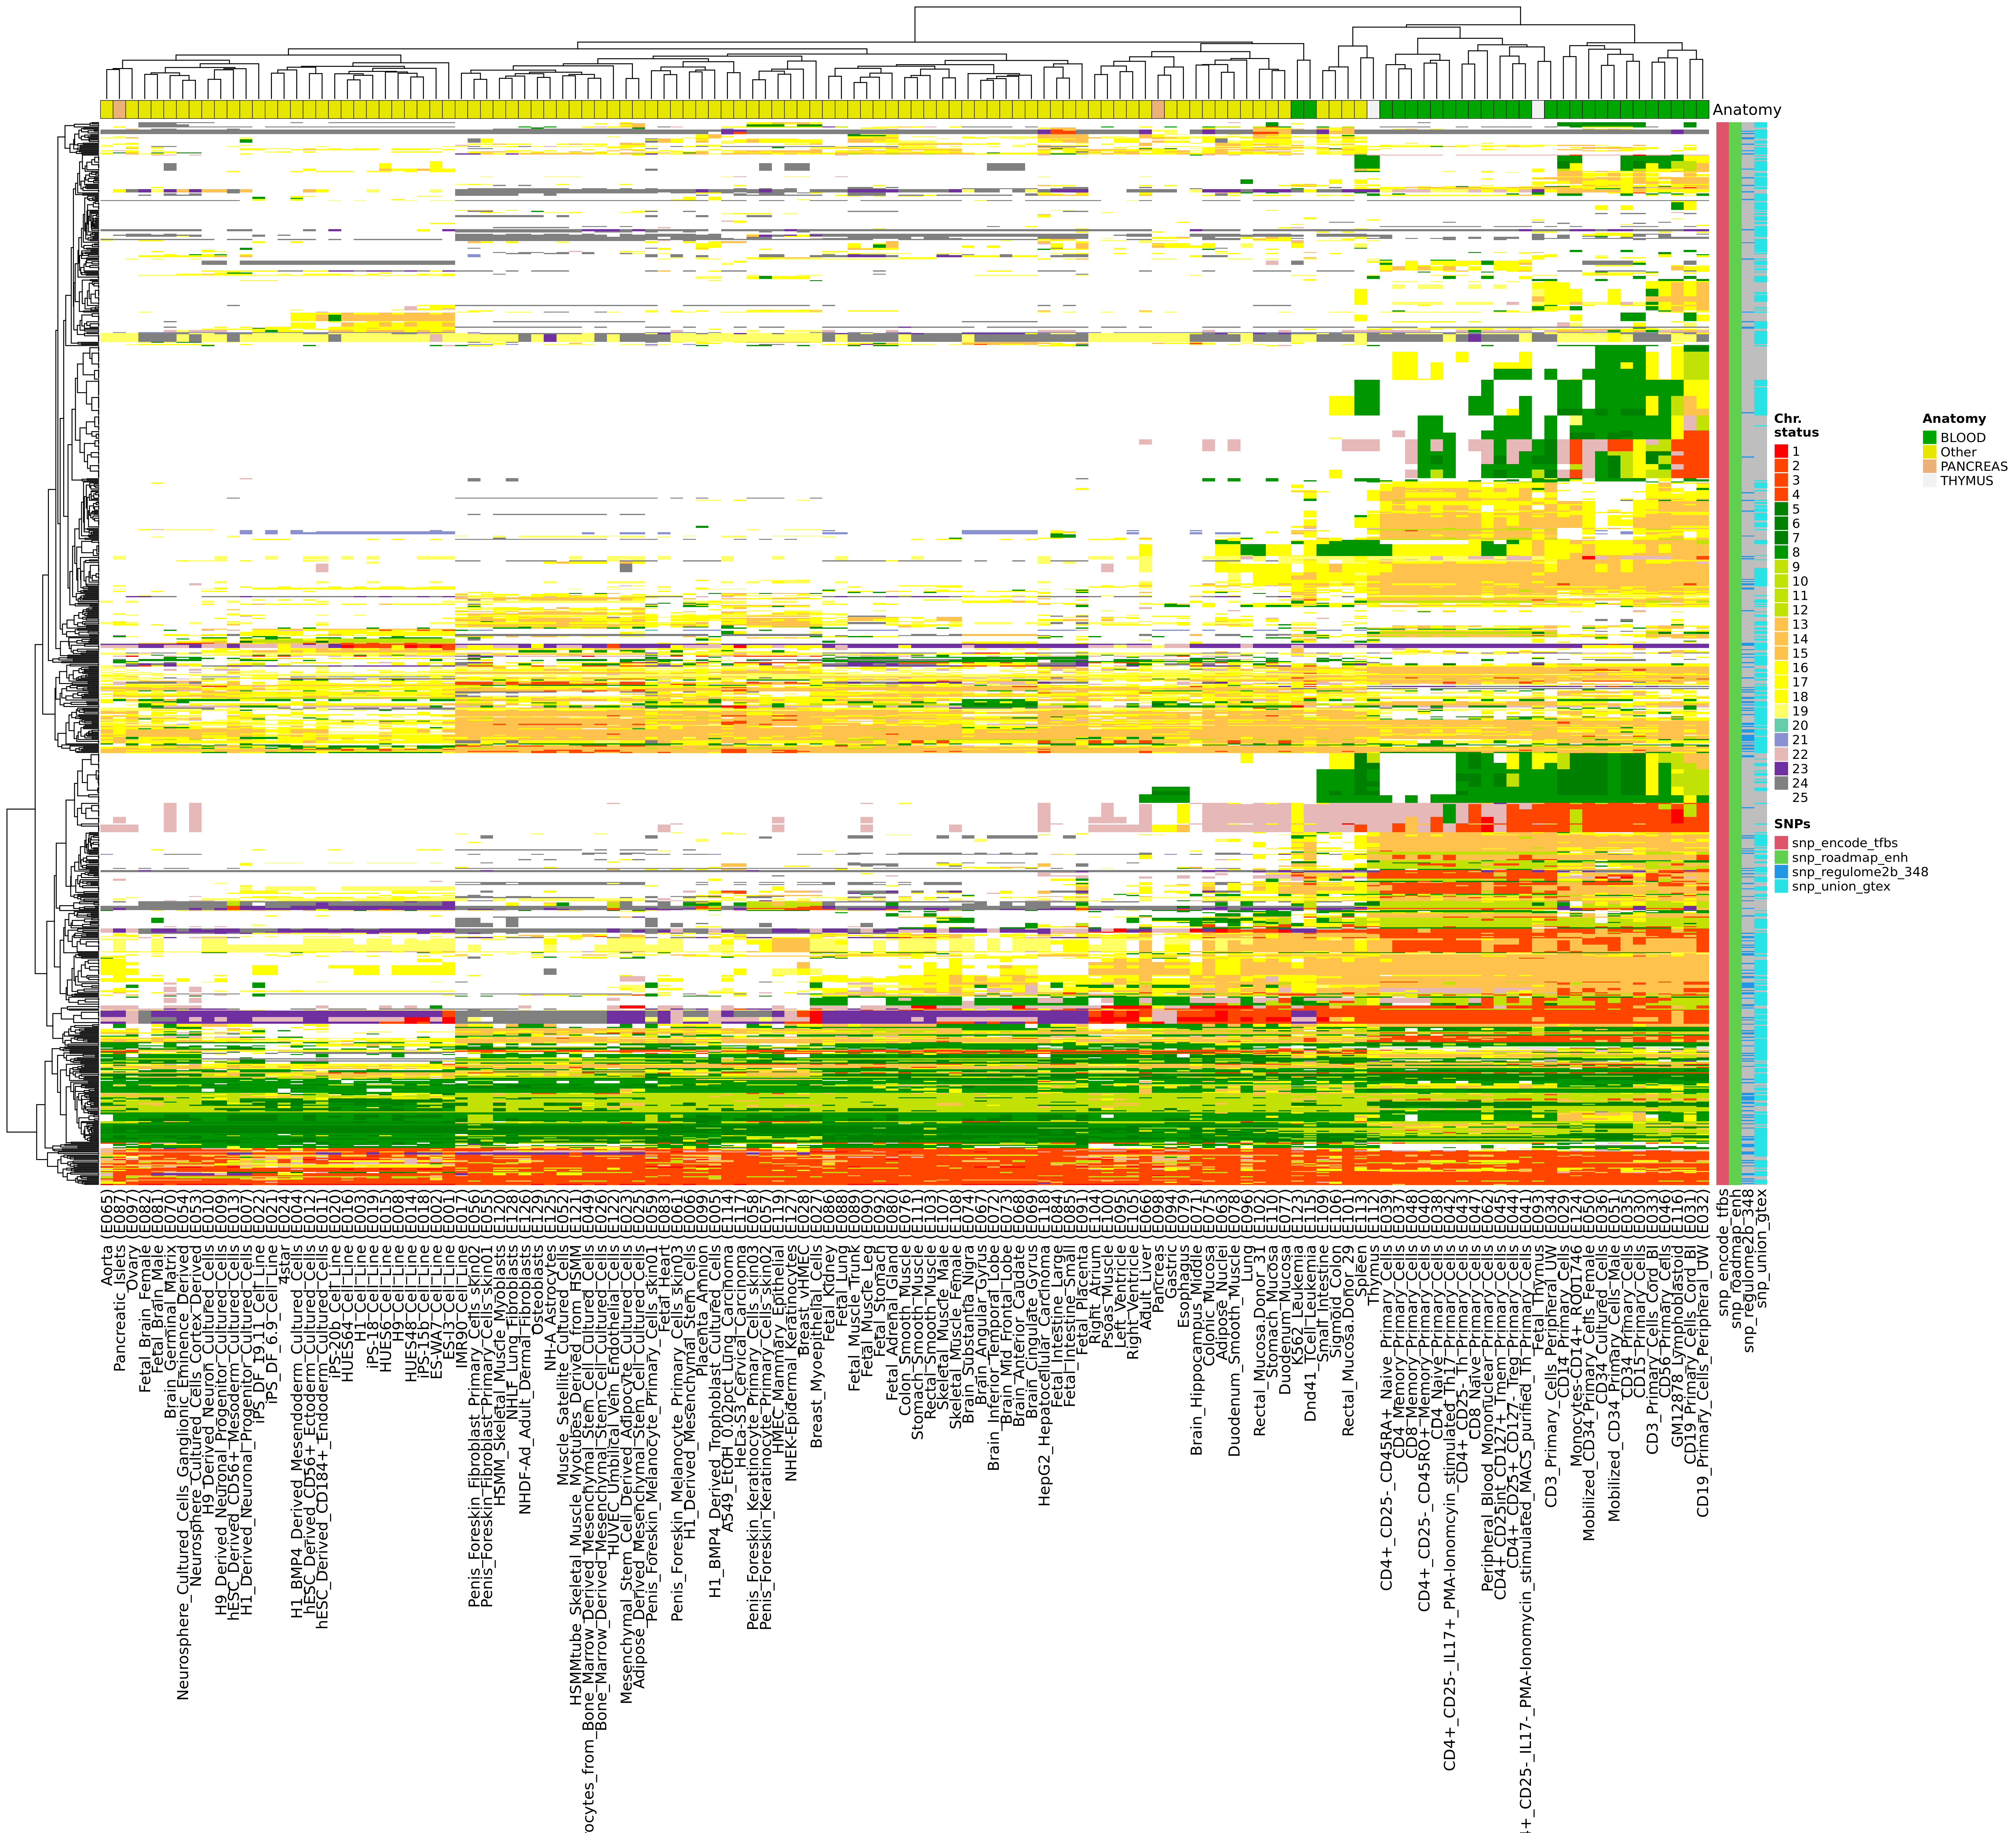 Anatomy
Chr.
status
1
2
3
4
5
6
7
8
9
10
11
12
13
14
15
16
17
18
19
20
21
22
23
24
25
Anatomy
BLOOD
Other
PANCREAS
THYMUS
SNPs
snp_encode_tfbs
snp_roadmap_enh
snp_regulome2b_348
snp_union_gtex
Aorta (E065)
Pancreatic_Islets (E087)
Ovary (E097)
Fetal_Brain_Female (E082)
Fetal_Brain_Male (E081)
Brain_Germinal_Matrix (E070)
Neurosphere_Cultured_Cells_Ganglionic_Eminence_Derived (E054)
Neurosphere_Cultured_Cells_Cortex_Derived (E053)
H9_Derived_Neuron_Cultured_Cells (E010)
H9_Derived_Neuronal_Progenitor_Cultured_Cells (E009)
hESC_Derived_CD56+_Mesoderm_Cultured_Cells (E013)
H1_Derived_Neuronal_Progenitor_Cultured_Cells (E007)
iPS_DF_19.11_Cell_Line (E022)
iPS_DF_6.9_Cell_Line (E021)
4star (E024)
H1_BMP4_Derived_Mesendoderm_Cultured_Cells (E004)
hESC_Derived_CD56+_Ectoderm_Cultured_Cells (E012)
hESC_Derived_CD184+_Endoderm_Cultured_Cells (E011)
iPS-20b_Cell_Line (E020)
HUES64_Cell_Line (E016)
H1_Cell_Line (E003)
iPS-18_Cell_Line (E019)
HUES6_Cell_Line (E015)
H9_Cell_Line (E008)
HUES48_Cell_Line (E014)
iPS-15b_Cell_Line (E018)
ES-WA7_Cell_Line (E002)
ES-I3_Cell_Line (E001)
IMR90_Cell_Line (E017)
Penis_Foreskin_Fibroblast_Primary_Cells_skin02 (E056)
Penis_Foreskin_Fibroblast_Primary_Cells_skin01 (E055)
HSMM_Skeletal_Muscle_Myoblasts (E120)
NHLF_Lung_Fibroblasts (E128)
NHDF-Ad_Adult_Dermal_Fibroblasts (E126)
Osteoblasts (E129)
NH-A_Astrocytes (E125)
Muscle_Satellite_Cultured_Cells (E052)
HSMMtube_Skeletal_Muscle_Myotubes_Derived_from_HSMM (E121)
ocytes_from_Bone_Marrow_Derived_Mesenchymal_Stem_Cells (E049)
Bone_Marrow_Derived_Mesenchymal_Stem_Cell_Cultured_Cells (E026)
HUVEC_Umbilical_Vein_Endothelial_Cells (E122)
Mesenchymal_Stem_Cell_Derived_Adipocyte_Cultured_Cells (E023)
Adipose_Derived_Mesenchymal_Stem_Cell_Cultured_Cells (E025)
Penis_Foreskin_Melanocyte_Primary_Cells_skin01 (E059)
Fetal_Heart (E083)
Penis_Foreskin_Melanocyte_Primary_Cells_skin03 (E061)
H1_Derived_Mesenchymal_Stem_Cells (E006)
Placenta_Amnion (E099)
H1_BMP4_Derived_Trophoblast_Cultured_Cells (E005)
A549_EtOH_0.02pct_Lung_Carcinoma (E114)
HeLa-S3_Cervical_Carcinoma (E117)
Penis_Foreskin_Keratinocyte_Primary_Cells_skin03 (E058)
Penis_Foreskin_Keratinocyte_Primary_Cells_skin02 (E057)
HMEC_Mammary_Epithelial (E119)
NHEK-Epidermal_Keratinocytes (E127)
Breast_vHMEC (E028)
Breast_Myoepithelial_Cells (E027)
Fetal_Kidney (E086)
Fetal_Lung (E088)
Fetal_Muscle_Trunk (E089)
Fetal_Muscle_Leg (E090)
Fetal_Stomach (E092)
Fetal_Adrenal_Gland (E080)
Colon_Smooth_Muscle (E076)
Stomach_Smooth_Muscle (E111)
Rectal_Smooth_Muscle (E103)
Skeletal_Muscle_Male (E107)
Skeletal_Muscle_Female (E108)
Brain_Substantia_Nigra (E074)
Brain_Angular_Gyrus (E067)
Brain_Inferior_Temporal_Lobe (E072)
Brain_Mid_Frontal_Lobe (E073)
Brain_Anterior_Caudate (E068)
Brain_Cingulate_Gyrus (E069)
HepG2_Hepatocellular_Carcinoma (E118)
Fetal_Intestine_Large (E084)
Fetal_Intestine_Small (E085)
Fetal_Placenta (E091)
Right_Atrium (E104)
Psoas_Muscle (E100)
Left_Ventricle (E095)
Right_Ventricle (E105)
Adult_Liver (E066)
Pancreas (E098)
Gastric (E094)
Esophagus (E079)
Brain_Hippocampus_Middle (E071)
Colonic_Mucosa (E075)
Adipose_Nuclei (E063)
Duodenum_Smooth_Muscle (E078)
Lung (E096)
Rectal_Mucosa.Donor_31 (E102)
Stomach_Mucosa (E110)
Duodenum_Mucosa (E077)
K562_Leukemia (E123)
Dnd41_TCell_Leukemia (E115)
Small_Intestine (E109)
Sigmoid_Colon (E106)
Rectal_Mucosa.Donor_29 (E101)
Spleen (E113)
Thymus (E112)
CD4+_CD25-_CD45RA+_Naive_Primary_Cells (E039)
CD4_Memory_Primary_Cells (E037)
CD8_Memory_Primary_Cells (E048)
CD4+_CD25-_CD45RO+_Memory_Primary_Cells (E040)
CD4_Naive_Primary_Cells (E038)
CD4+_CD25-_IL17+_PMA-Ionomcyin_stimulated_Th17_Primary_Cells (E042)
CD4+_CD25-_Th_Primary_Cells (E043)
CD8_Naive_Primary_Cells (E047)
Peripheral_Blood_Mononuclear_Primary_Cells (E062)
CD4+_CD25int_CD127+_Tmem_Primary_Cells (E045)
CD4+_CD25+_CD127-_Treg_Primary_Cells (E044)
4+_CD25-_IL17-_PMA-Ionomycin_stimulated_MACS_purified_Th_Primary_Cells (E041)
Fetal_Thymus (E093)
CD3_Primary_Cells_Peripheral_UW (E034)
CD14_Primary_Cells (E029)
Monocytes-CD14+_RO01746 (E124)
Mobilized_CD34_Primary_Cells_Female (E050)
CD34_Cultured_Cells (E036)
Mobilized_CD34_Primary_Cells_Male (E051)
CD34_Primary_Cells (E035)
CD15_Primary_Cells (E030)
CD3_Primary_Cells_Cord_BI (E033)
CD56_Primary_Cells (E046)
GM12878_Lymphoblastoid (E116)
CD19_Primary_Cells_Cord_BI (E031)
CD19_Primary_Cells_Peripheral_UW (E032)
snp_encode_tfbs
snp_roadmap_enh
snp_regulome2b_348
snp_union_gtex